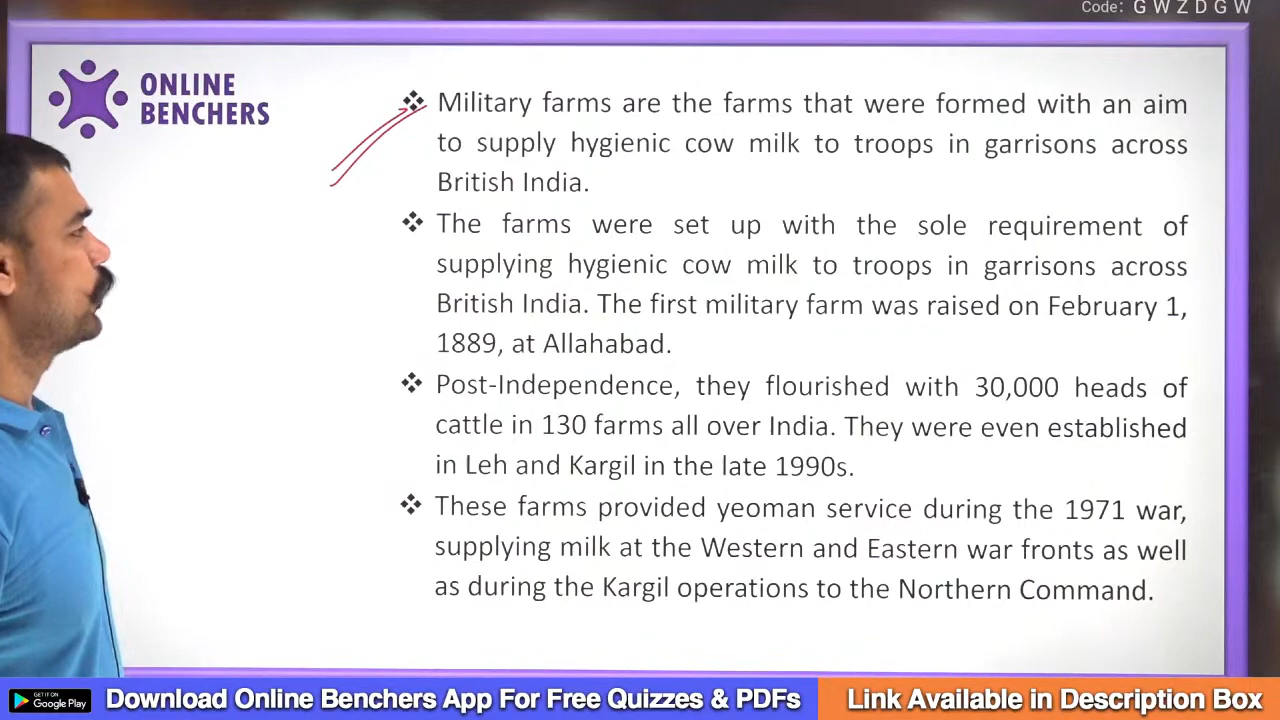 Code: G W Z D G W
ONLINE
BENCHERS
❖ Military farms are the farms that were formed with an aim
to supply hygienic cow milk to troops in garrisons across
British India.
❖ The farms were set up with the sole requirement of
supplying hygienic cow milk to troops in garrisons across
British India. The first military farm was raised on February 1,
1889, at Allahabad.
❖ Post-Independence, they flourished with 30,000 heads of
cattle in 130 farms all over India. They were even established
in Leh and Kargil in the late 1990s.
❖ These farms provided yeoman service during the 1971 war,
supplying milk at the Western and Eastern war fronts as well
as during the Kargil operations to the Northern Command.
GET IT ON
Google Play
Download Online Benchers App For Free Quizzes & PDFs
Link Available in Description Box